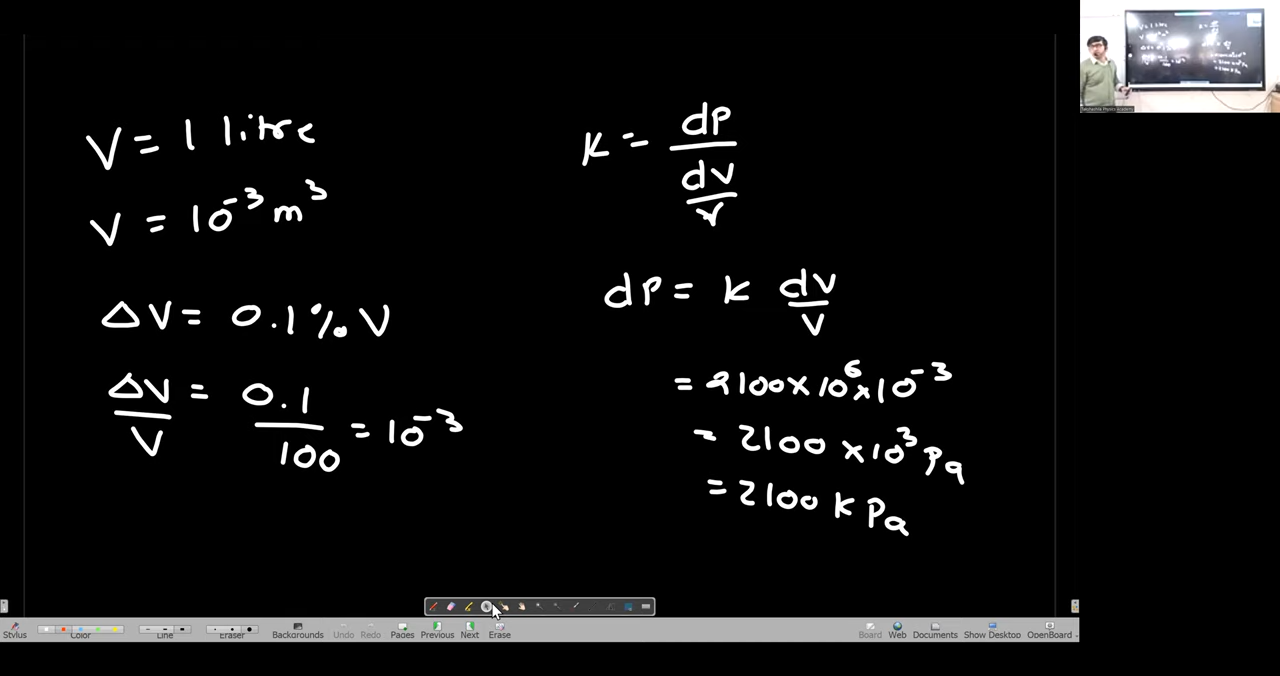 V = 1 litre
V = 10⁻³ m³
ΔV = 0.1% V
ΔV/V = 0.1/100 = 10⁻³
K = dP/(dV/V)
dP = K dV/V
= 2100 × 10⁶ × 10⁻³
= 2100 × 10³ Pa
= 2100 K Pa
Stylus Color Line Eraser Backgrounds Undo Redo Pages Previous Next Erase Board Web Documents Show Desktop OpenBoard